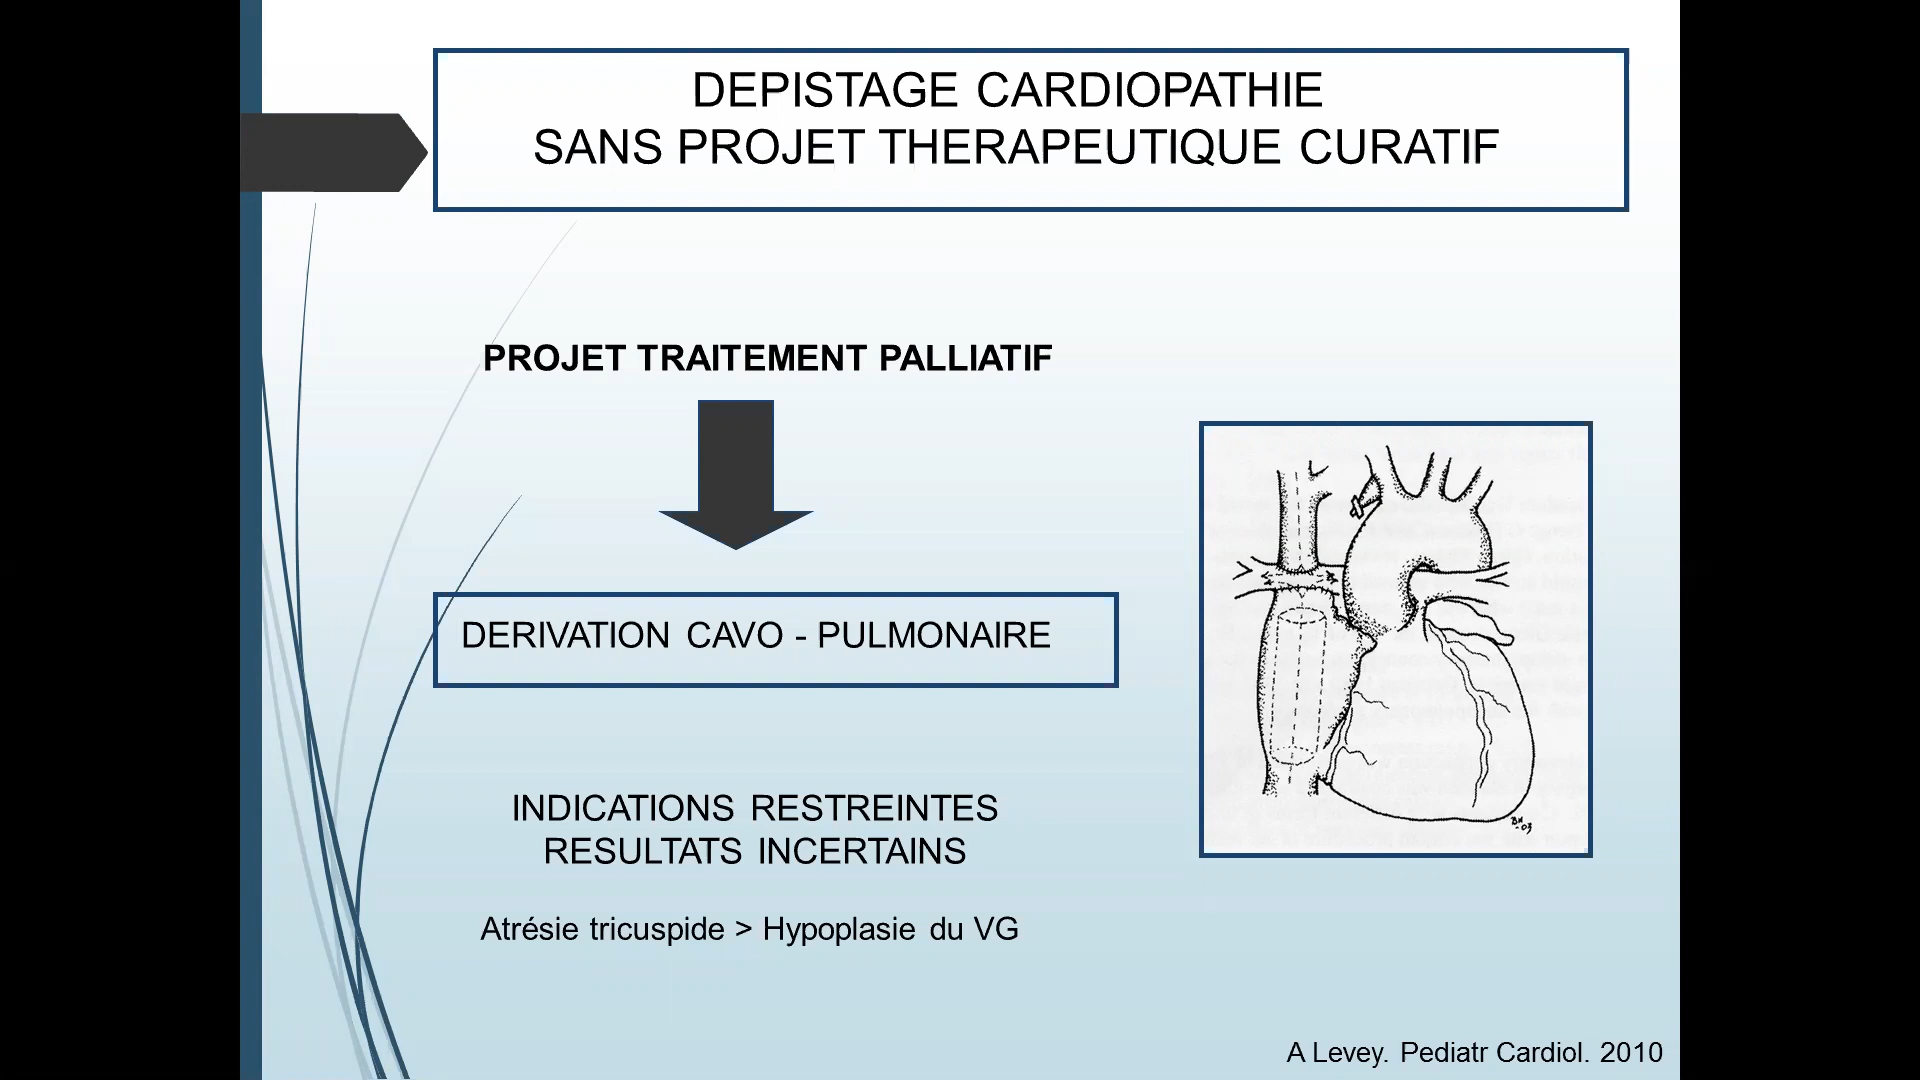 DEPISTAGE CARDIOPATHIE
SANS PROJET THERAPEUTIQUE CURATIF
PROJET TRAITEMENT PALLIATIF
DERIVATION CAVO - PULMONAIRE
INDICATIONS RESTREINTES
RESULTATS INCERTAINS
Atrésie tricuspide > Hypoplasie du VG
A Levey. Pediatr Cardiol. 2010